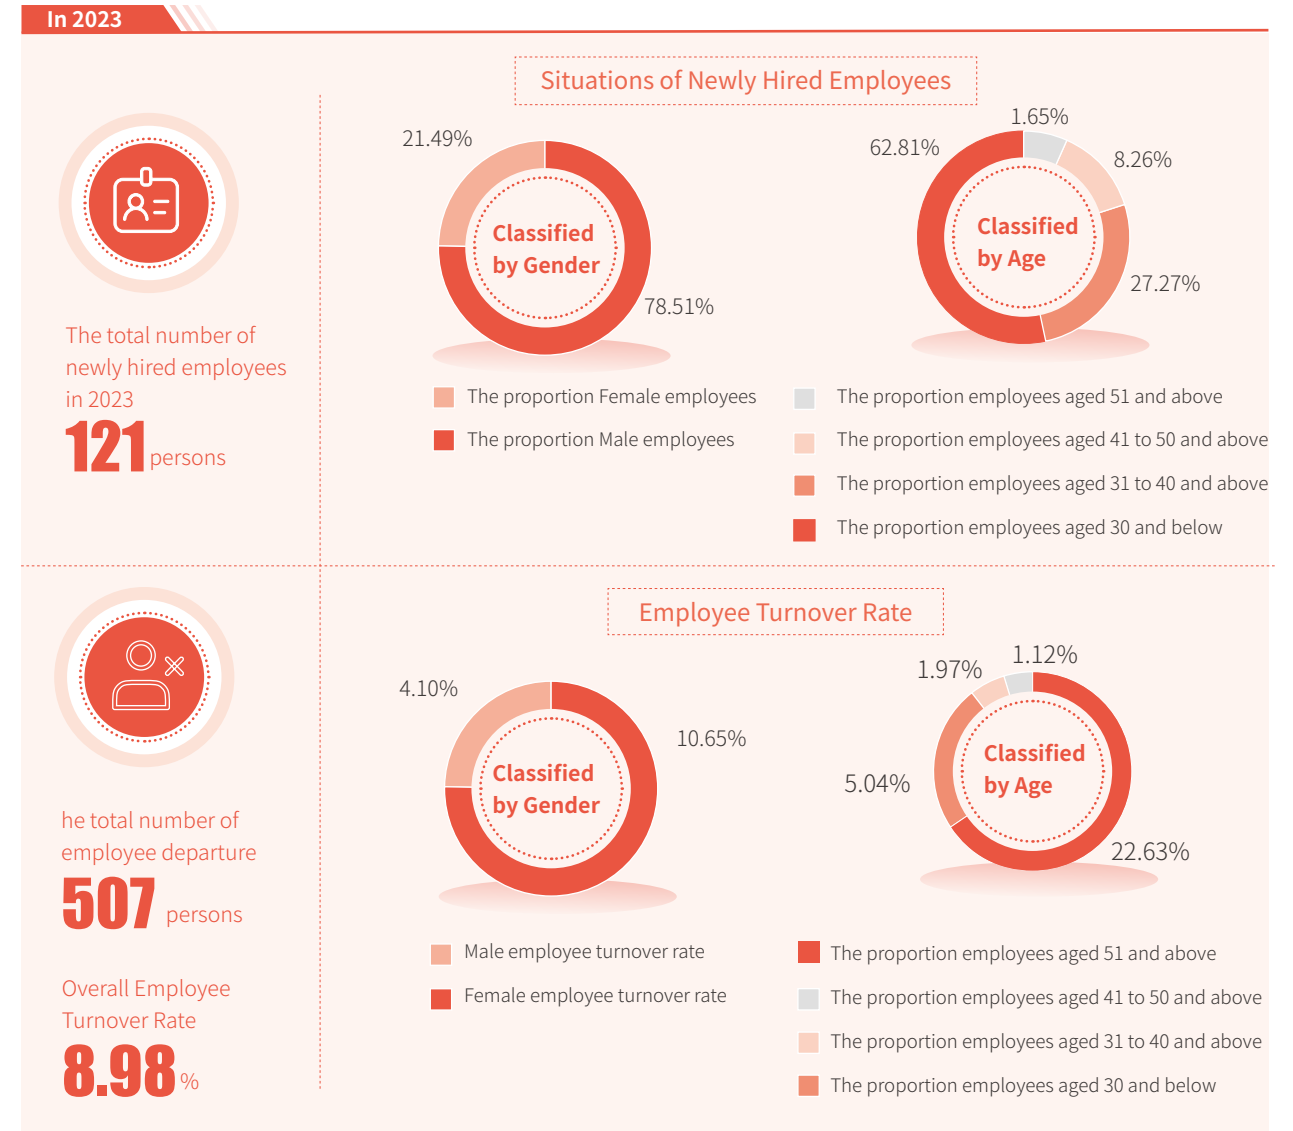 In 2023
The total number of
newly hired employees
in 2023
121 persons
Situations of Newly Hired Employees
21.49%
78.51%
Classified
by Gender
The proportion Female employees
The proportion Male employees
1.65%
62.81%
8.26%
27.27%
Classified
by Age
The proportion employees aged 51 and above
The proportion employees aged 41 to 50 and above
The proportion employees aged 31 to 40 and above
The proportion employees aged 30 and below
he total number of
employee departure
507 persons
Overall Employee
Turnover Rate
8.98 %
Employee Turnover Rate
4.10%
10.65%
Classified
by Gender
Male employee turnover rate
Female employee turnover rate
1.12%
1.97%
5.04%
22.63%
Classified
by Age
The proportion employees aged 51 and above
The proportion employees aged 41 to 50 and above
The proportion employees aged 31 to 40 and above
The proportion employees aged 30 and below